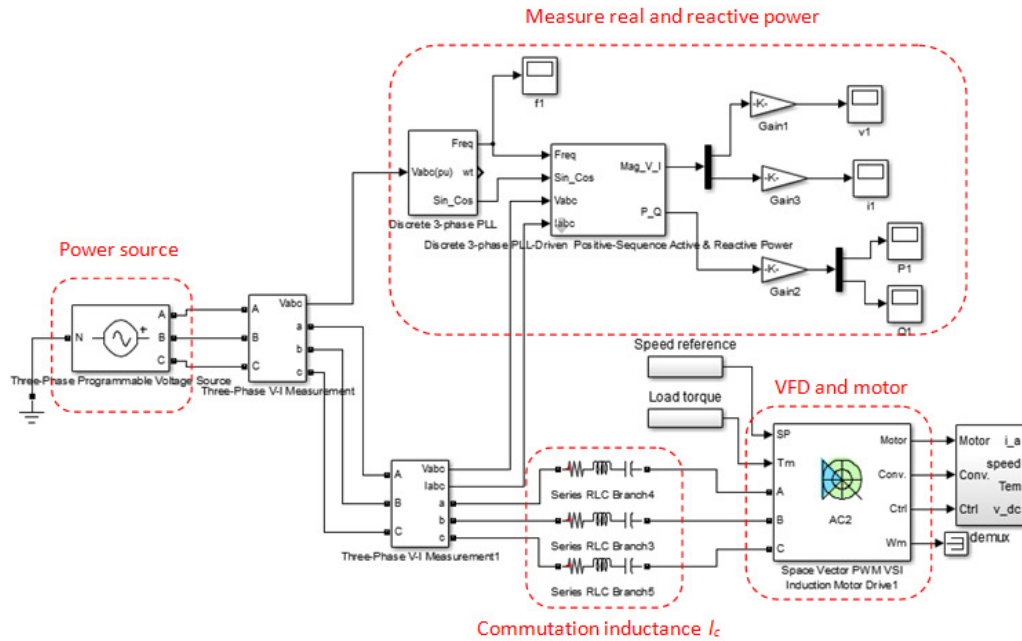 Measure real and reactive power
f1
-K-
Gain1
v1
Freq
Vabc(pu)
wt
Sin_Cos
Discrete 3-phase PLL
Freq
Sin_Cos
Vabc
Iabc
Mag_V_I
P_Q
Discrete 3-phase PLL-Driven Positive-Sequence Active & Reactive Power
-K-
Gain3
i1
-K-
Gain2
P1
Q1
Power source
N
A
B
C
Three-Phase Programmable Voltage Source
A
B
C
Vabc
a
b
c
Three-Phase V-I Measurement
Speed reference
Load torque
VFD and motor
A
B
C
Vabc
Iabc
a
b
c
Three-Phase V-I Measurement1
Series RLC Branch4
Series RLC Branch3
Series RLC Branch5
SP
Tm
A
B
C
AC2
Motor
Conv.
Ctrl
Wm
Space Vector PWM VSI
Induction Motor Drive1
Motor
Conv.
Ctrl
i_a
speed
Tem
v_dc
demux
Commutation inductance lc